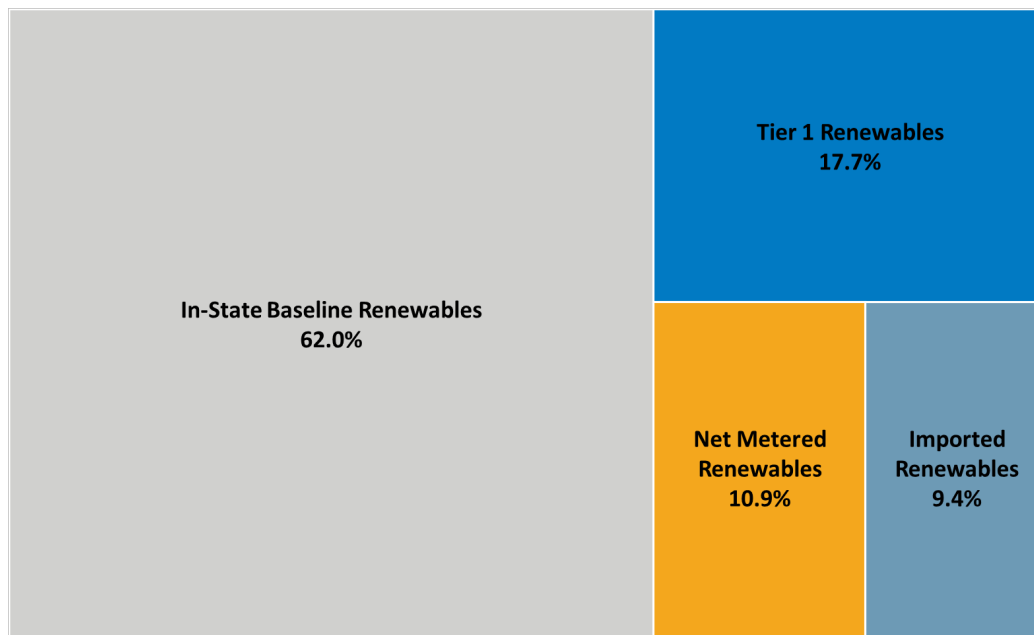 In-State Baseline Renewables
62.0%
Tier 1 Renewables
17.7%
Net Metered
Renewables
10.9%
Imported
Renewables
9.4%